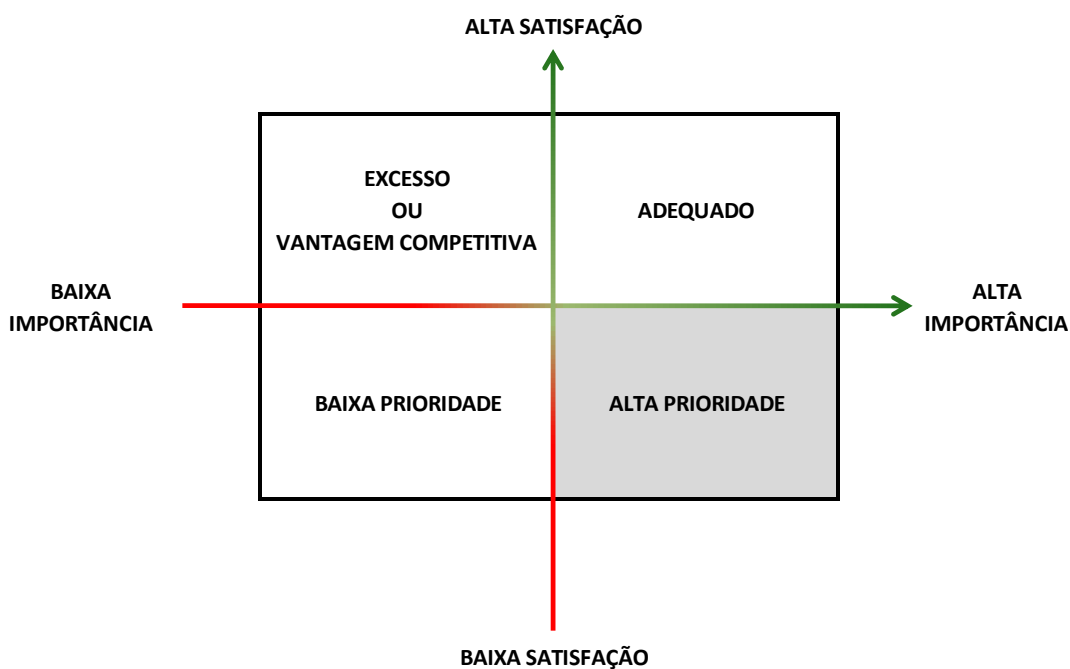 ALTA SATISFAÇÃO
EXCESSO
OU
VANTAGEM COMPETITIVA
ADEQUADO
BAIXA
IMPORTÂNCIA
ALTA
IMPORTÂNCIA
BAIXA PRIORIDADE
ALTA PRIORIDADE
BAIXA SATISFAÇÃO